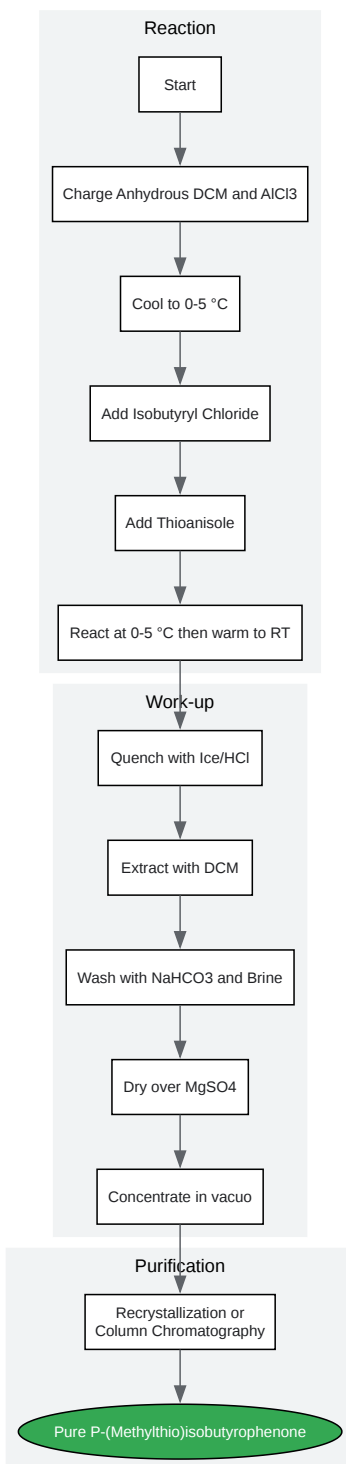 Reaction
Start
Charge Anhydrous DCM and AlCl3
Cool to 0-5 °C
Add Isobutyryl Chloride
Add Thioanisole
React at 0-5 °C then warm to RT
Work-up
Quench with Ice/HCl
Extract with DCM
Wash with NaHCO3 and Brine
Dry over MgSO4
Concentrate in vacuo
Purification
Recrystallization or
Column Chromatography
Pure P-(Methylthio)isobutyrophenone